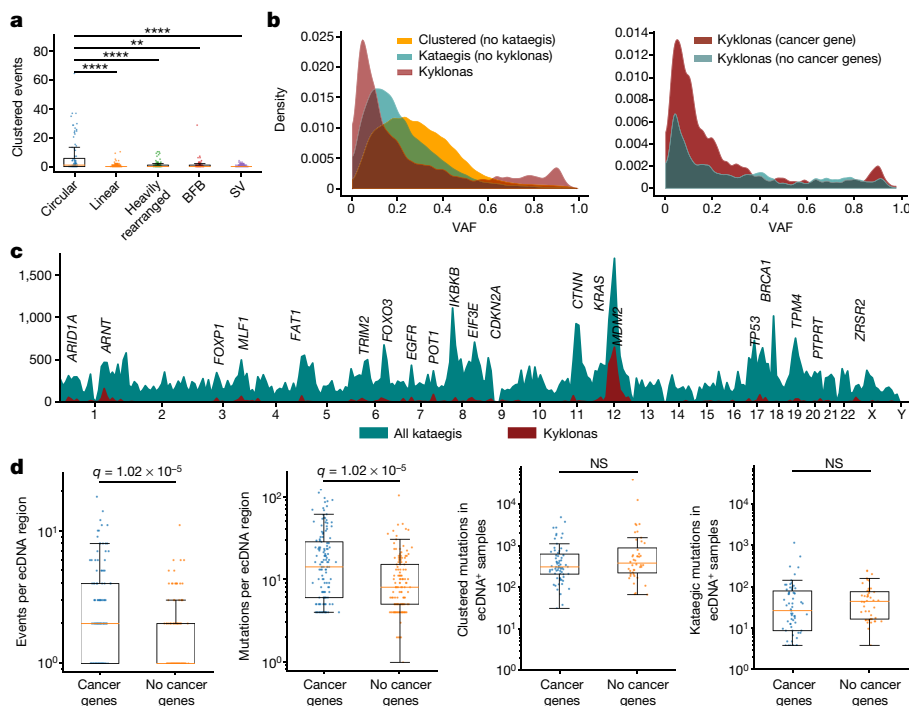 a
****
**
****
****
Clustered events
80
60
40
20
0
Circular
Linear
Heavily
rearranged
BFB
SV
b
Density
0.025
0.020
0.015
0.010
0.005
0
Clustered (no kataegis)
Kataegis (no kyklonas)
Kyklonas
0
0.2
0.4
0.6
0.8
1.0
VAF
0.014
0.012
0.010
0.008
0.006
0.004
0.002
0
Kyklonas (cancer gene)
Kyklonas (no cancer genes)
0
0.2
0.4
0.6
0.8
1.0
VAF
c
1,500
1,000
500
0
ARID1A
ARNT
FOXP1
MLF1
FAT1
TRIM2
FOXO3
EGFR
POT1
IKBKB
EIF3E
CDKN2A
CTNN
KRAS
MDM2
TP53
BRCA1
TPM4
PTPRT
ZRSR2
1 2 3 4 5 6 7 8 9 10 11 12 13 14 15 16 17 18 19 20 21 22 X Y
All kataegis
Kyklonas
d
q = 1.02 × 10⁻⁵
Events per ecDNA region
10¹
10⁰
Cancer
genes
No cancer
genes
q = 1.02 × 10⁻⁵
Mutations per ecDNA region
10²
10¹
10⁰
Cancer
genes
No cancer
genes
NS
Clustered mutations in
ecDNA⁺ samples
10⁴
10³
10²
10¹
10⁰
Cancer
genes
No cancer
genes
NS
Kataegic mutations in
ecDNA⁺ samples
10⁴
10³
10²
10¹
10⁰
Cancer
genes
No cancer
genes